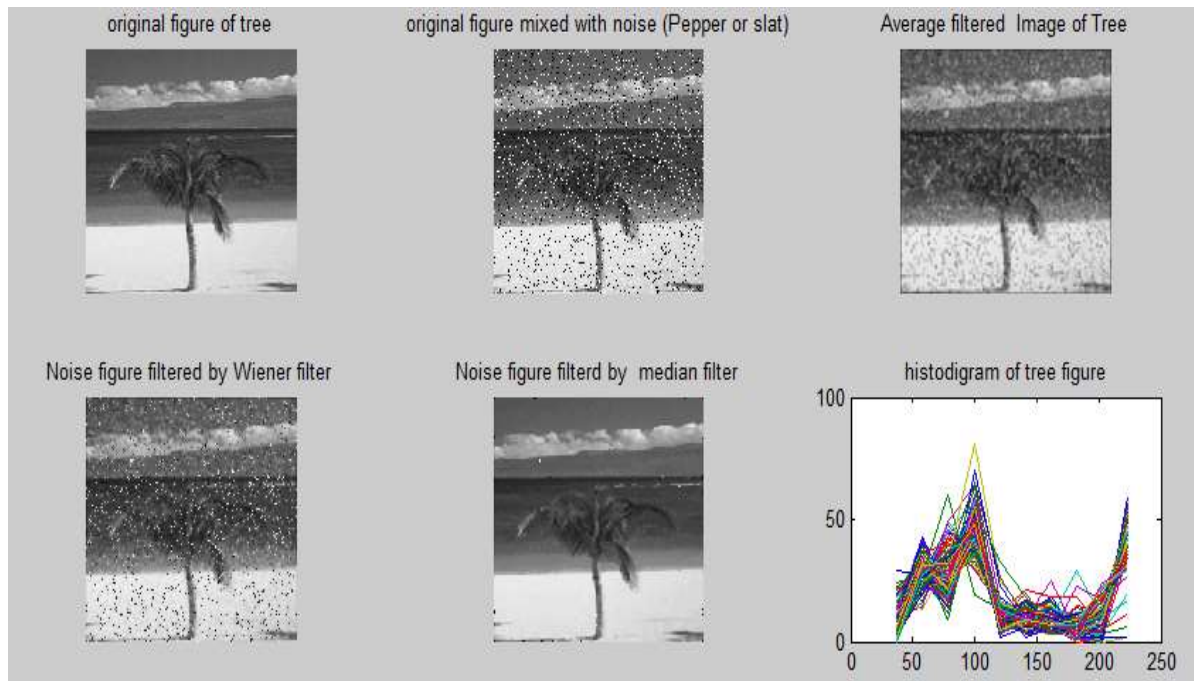 original figure of tree
original figure mixed with noise (Pepper or slat)
Average filtered Image of Tree
Noise figure filtered by Wiener filter
Noise figure filterd by median filter
histodigram of tree figure
100
50
0
0 50 100 150 200 250